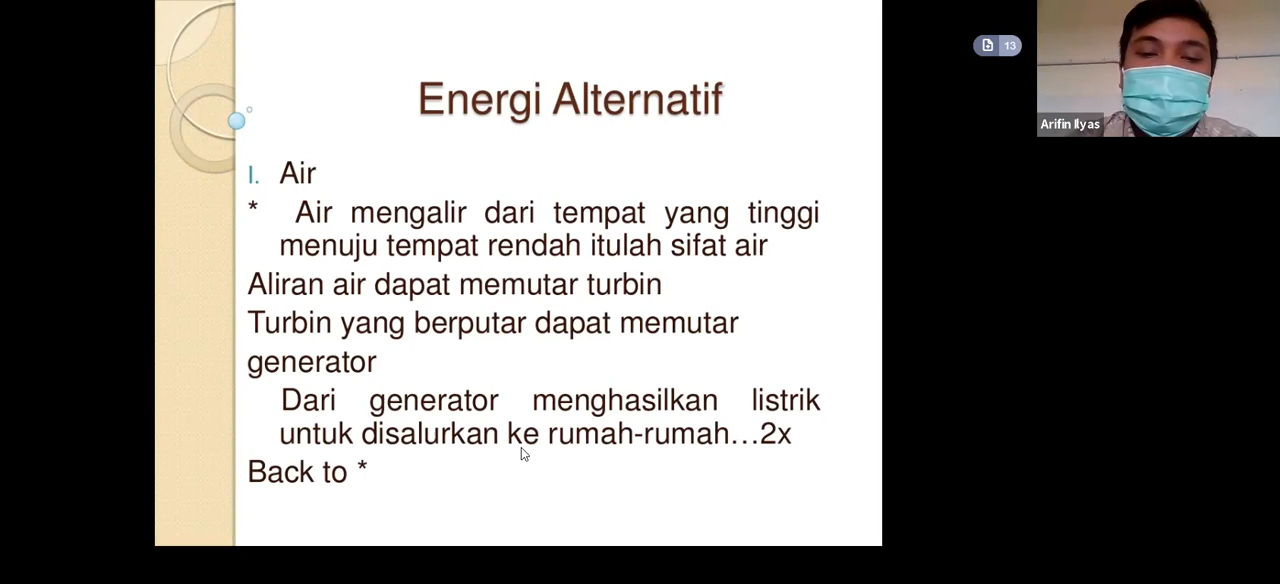 Energi Alternatif
I. Air
* Air mengalir dari tempat yang tinggi
menuju tempat rendah itulah sifat air
Aliran air dapat memutar turbin
Turbin yang berputar dapat memutar
generator
Dari generator menghasilkan listrik
untuk disalurkan ke rumah-rumah...2x
Back to *
13
Arifin Ilyas